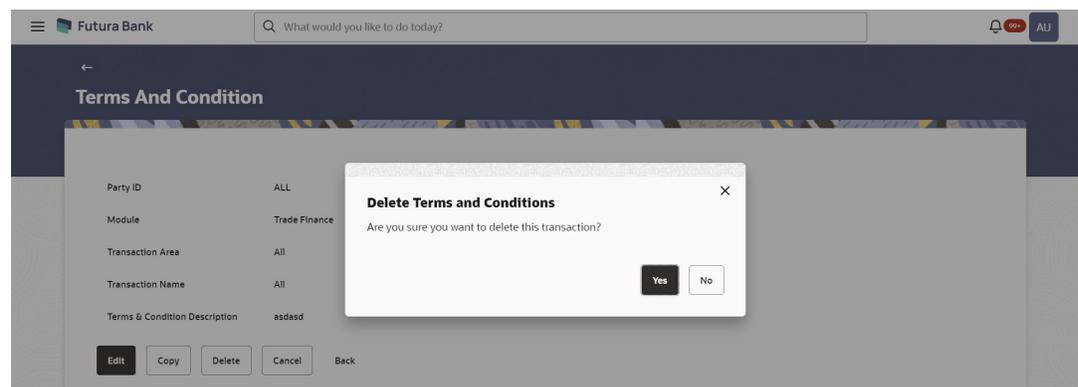 Futura Bank
What would you like to do today?
99+
AU
Terms And Condition
Party ID ALL
Module Trade Finance
Transaction Area All
Transaction Name All
Terms & Condition Description asdasd
Edit Copy Delete Cancel Back
Delete Terms and Conditions
Are you sure you want to delete this transaction?
Yes No